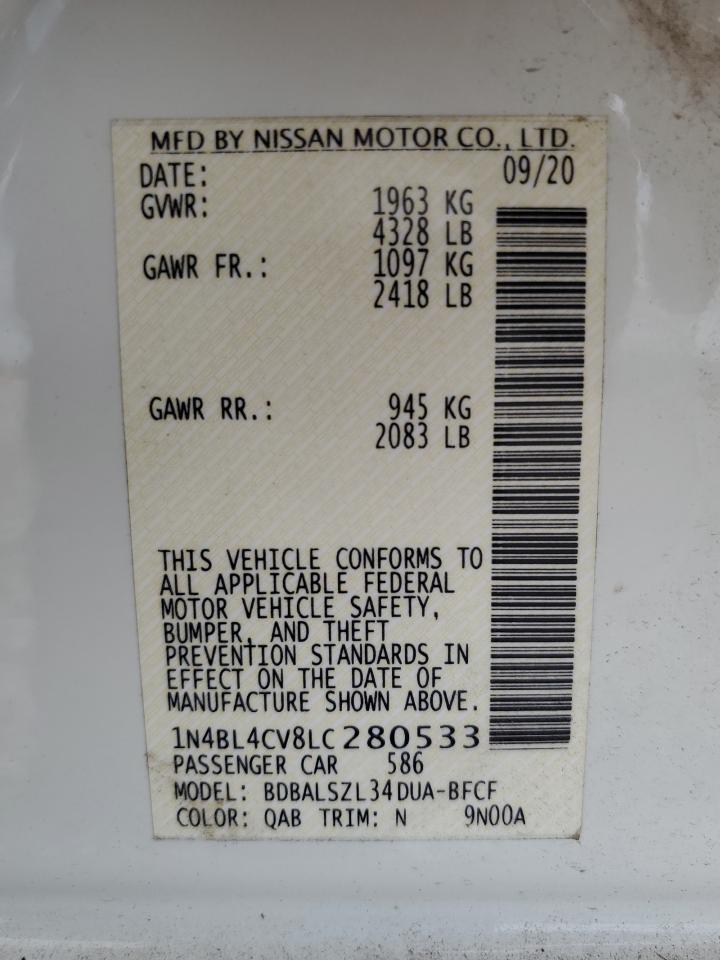 MFD BY NISSAN MOTOR CO., LTD.
DATE: 09/20
GVWR: 1963 KG
4328 LB
GAWR FR.: 1097 KG
2418 LB
GAWR RR.: 945 KG
2083 LB
THIS VEHICLE CONFORMS TO
ALL APPLICABLE FEDERAL
MOTOR VEHICLE SAFETY,
BUMPER, AND THEFT
PREVENTION STANDARDS IN
EFFECT ON THE DATE OF
MANUFACTURE SHOWN ABOVE.
1N4BL4CV8LC280533
PASSENGER CAR 586
MODEL: BDBALSZL34DUA-BFCF
COLOR: QAB TRIM: N 9N00A